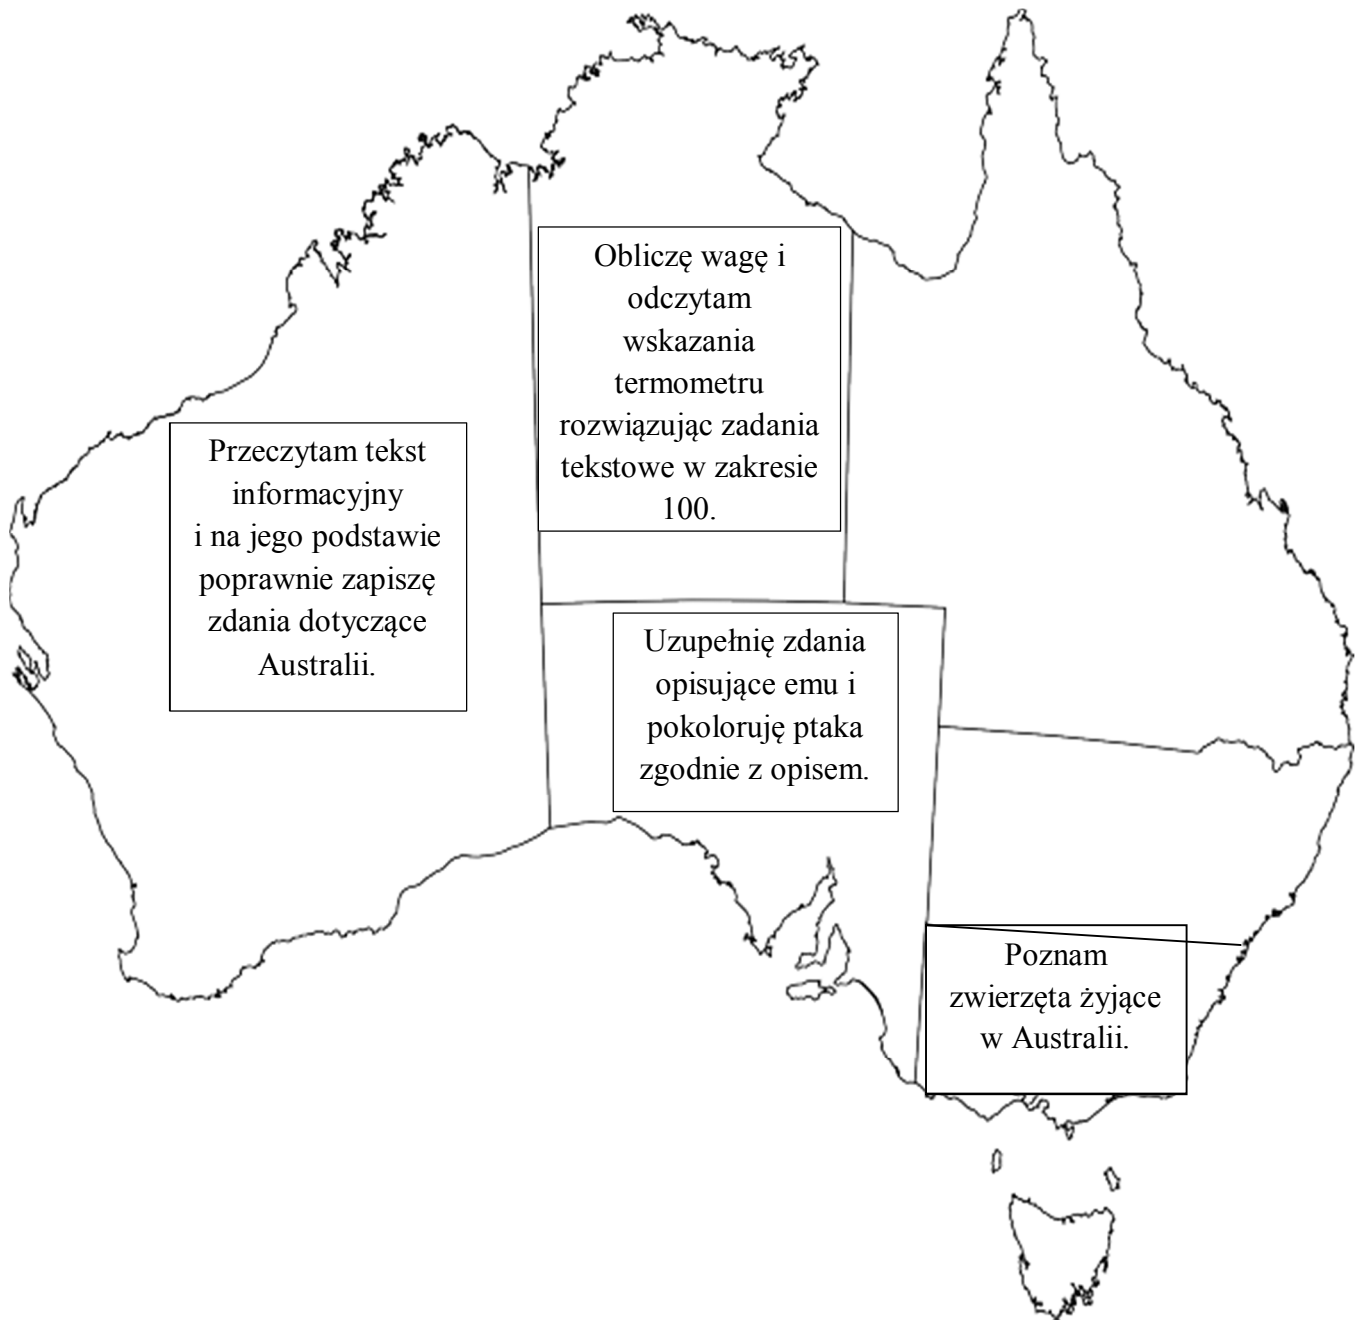 Obliczę wagę i
odczytam
wskazania
termometru
rozwiązując zadania
tekstowe w zakresie
100.
Przeczytam tekst
informacyjny
i na jego podstawie
poprawnie zapiszę
zdania dotyczące
Australii.
Uzupełnię zdania
opisujące emu i
pokoloruję ptaka
zgodnie z opisem.
Poznam
zwierzęta żyjące
w Australii.